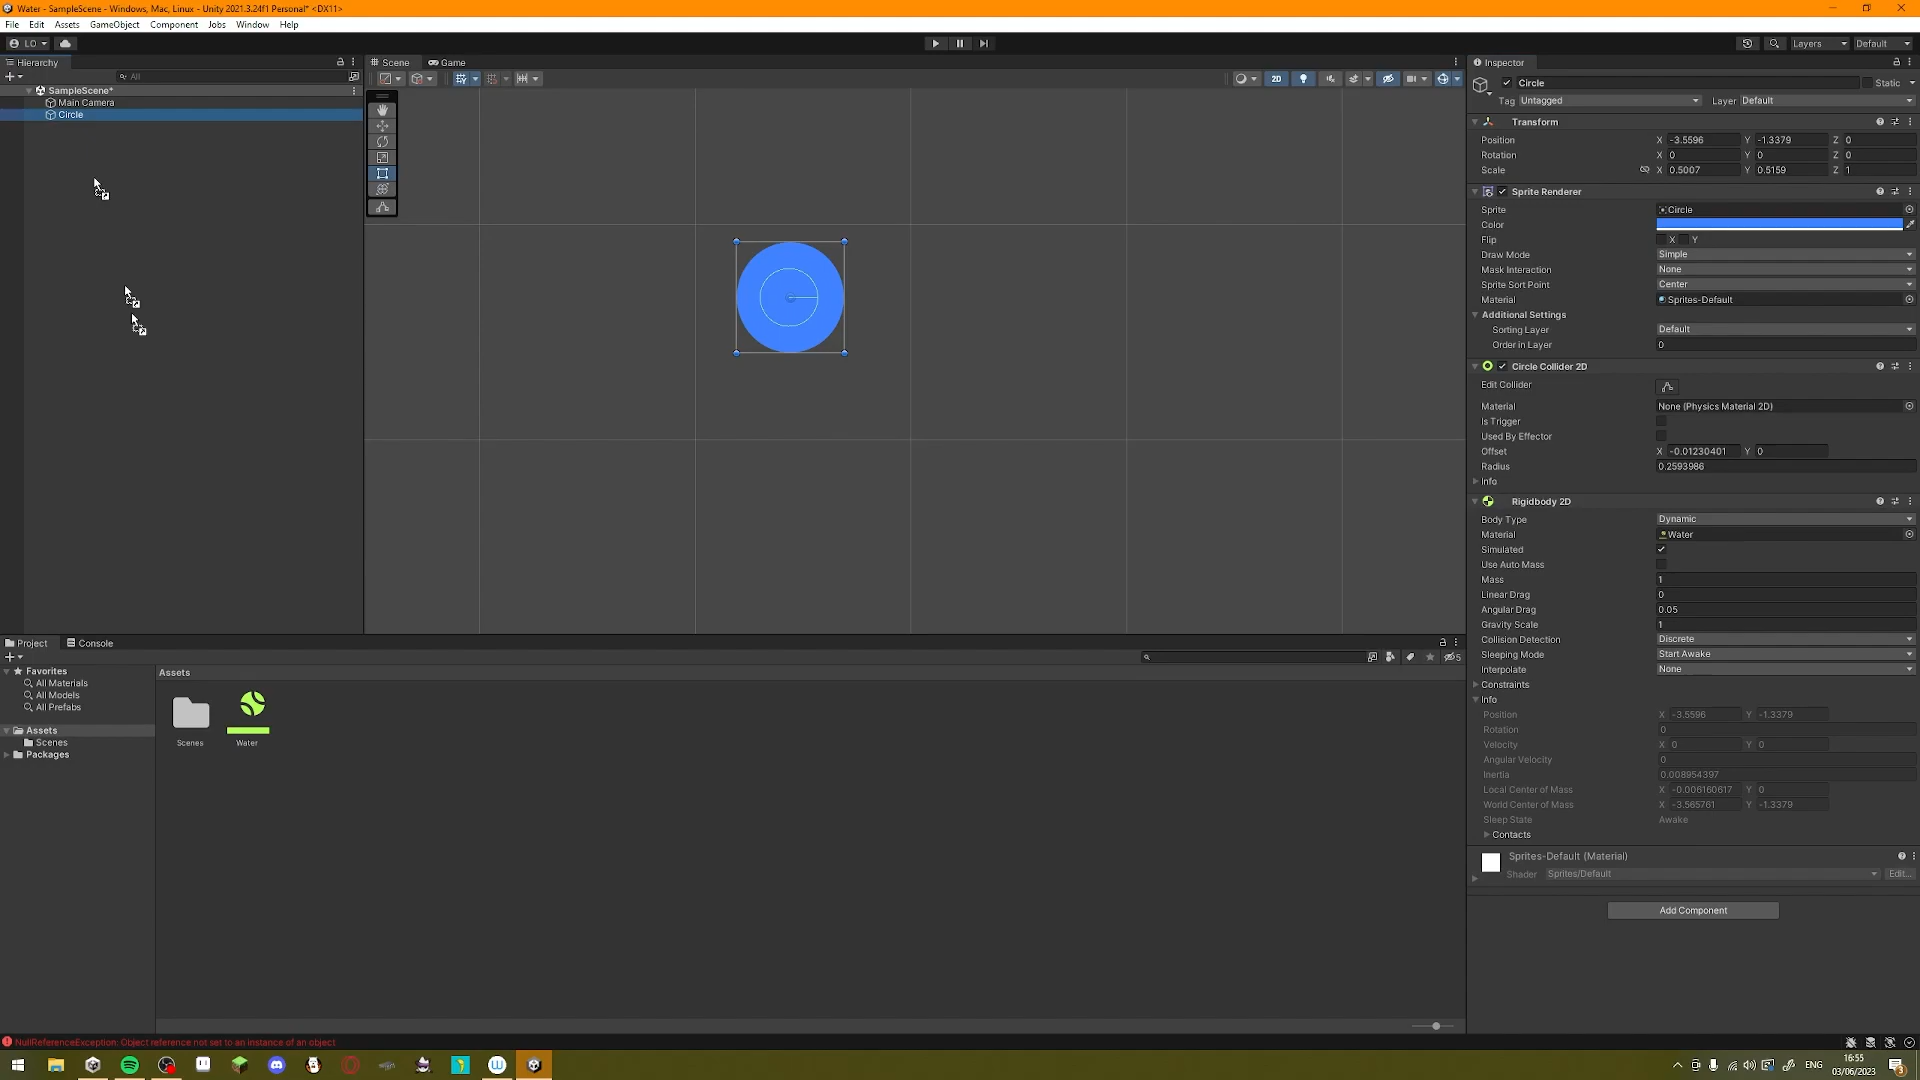 Water - SampleScene - Windows, Mac, Linux - Unity 2021.3.24f1 Personal* <DX11>
File Edit Assets GameObject Component Jobs Window Help
LO Layers Default
Hierarchy Scene Game Inspector
All 2D Circle Static
SampleScene* Tag Untagged Layer Default
Main Camera
Circle
Transform
Position X -3.5596 Y -1.3379 Z 0
Rotation X 0 Y 0 Z 0
Scale X 0.5007 Y 0.5159 Z 1
Sprite Renderer
Sprite Circle
Color
Flip X Y
Draw Mode Simple
Mask Interaction None
Sprite Sort Point Center
Material Sprites-Default
Additional Settings
Sorting Layer Default
Order in Layer 0
Circle Collider 2D
Edit Collider
Material None (Physics Material 2D)
Is Trigger
Used By Effector
Offset X -0.01230401 Y 0
Radius 0.2593986
Info
Rigidbody 2D
Body Type Dynamic
Material Water
Simulated
Use Auto Mass
Mass 1
Linear Drag 0
Angular Drag 0.05
Gravity Scale 1
Collision Detection Discrete
Sleeping Mode Start Awake
Interpolate None
Constraints
Info
Position X -3.5596 Y -1.3379
Rotation 0
Velocity X 0 Y 0
Angular Velocity 0
Inertia 0.008954397
Local Center of Mass X -0.006160617 Y 0
World Center of Mass X -3.565761 Y -1.3379
Sleep State Awake
Contacts
Sprites-Default (Material)
Shader Sprites/Default Edit...
Add Component
Project Console
5
Favorites
All Materials
All Models
All Prefabs
Assets
Scenes
Packages
Assets
Scenes Water
NullReferenceException: Object reference not set to an instance of an object
ENG 16:55
03/06/2023
3